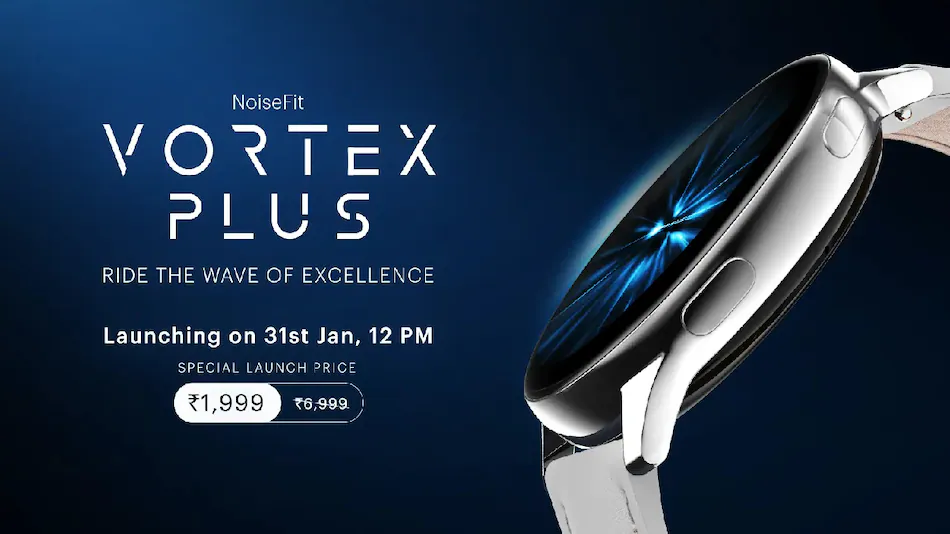 NoiseFit
VORTEX
PLUS
RIDE THE WAVE OF EXCELLENCE
Launching on 31st Jan, 12 PM
SPECIAL LAUNCH PRICE
₹1,999 ₹6,999